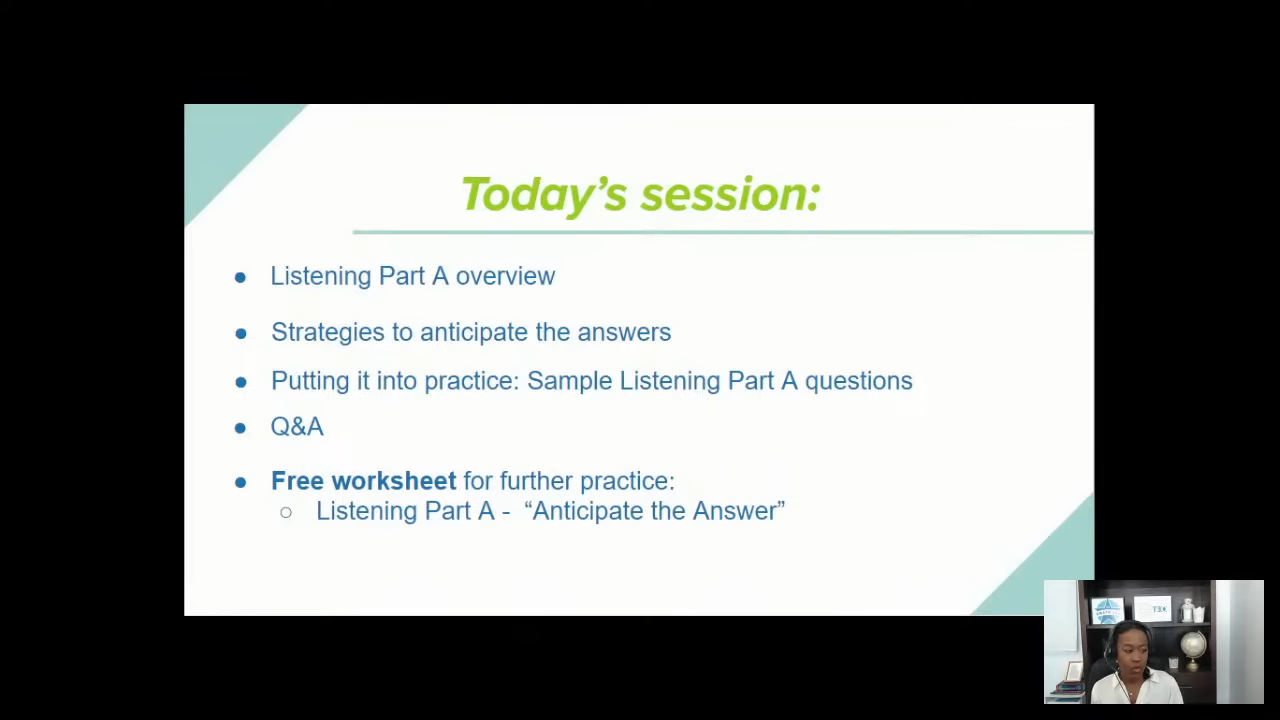 Today's session:
● Listening Part A overview
● Strategies to anticipate the answers
● Putting it into practice: Sample Listening Part A questions
● Q&A
● Free worksheet for further practice:
○ Listening Part A - “Anticipate the Answer”